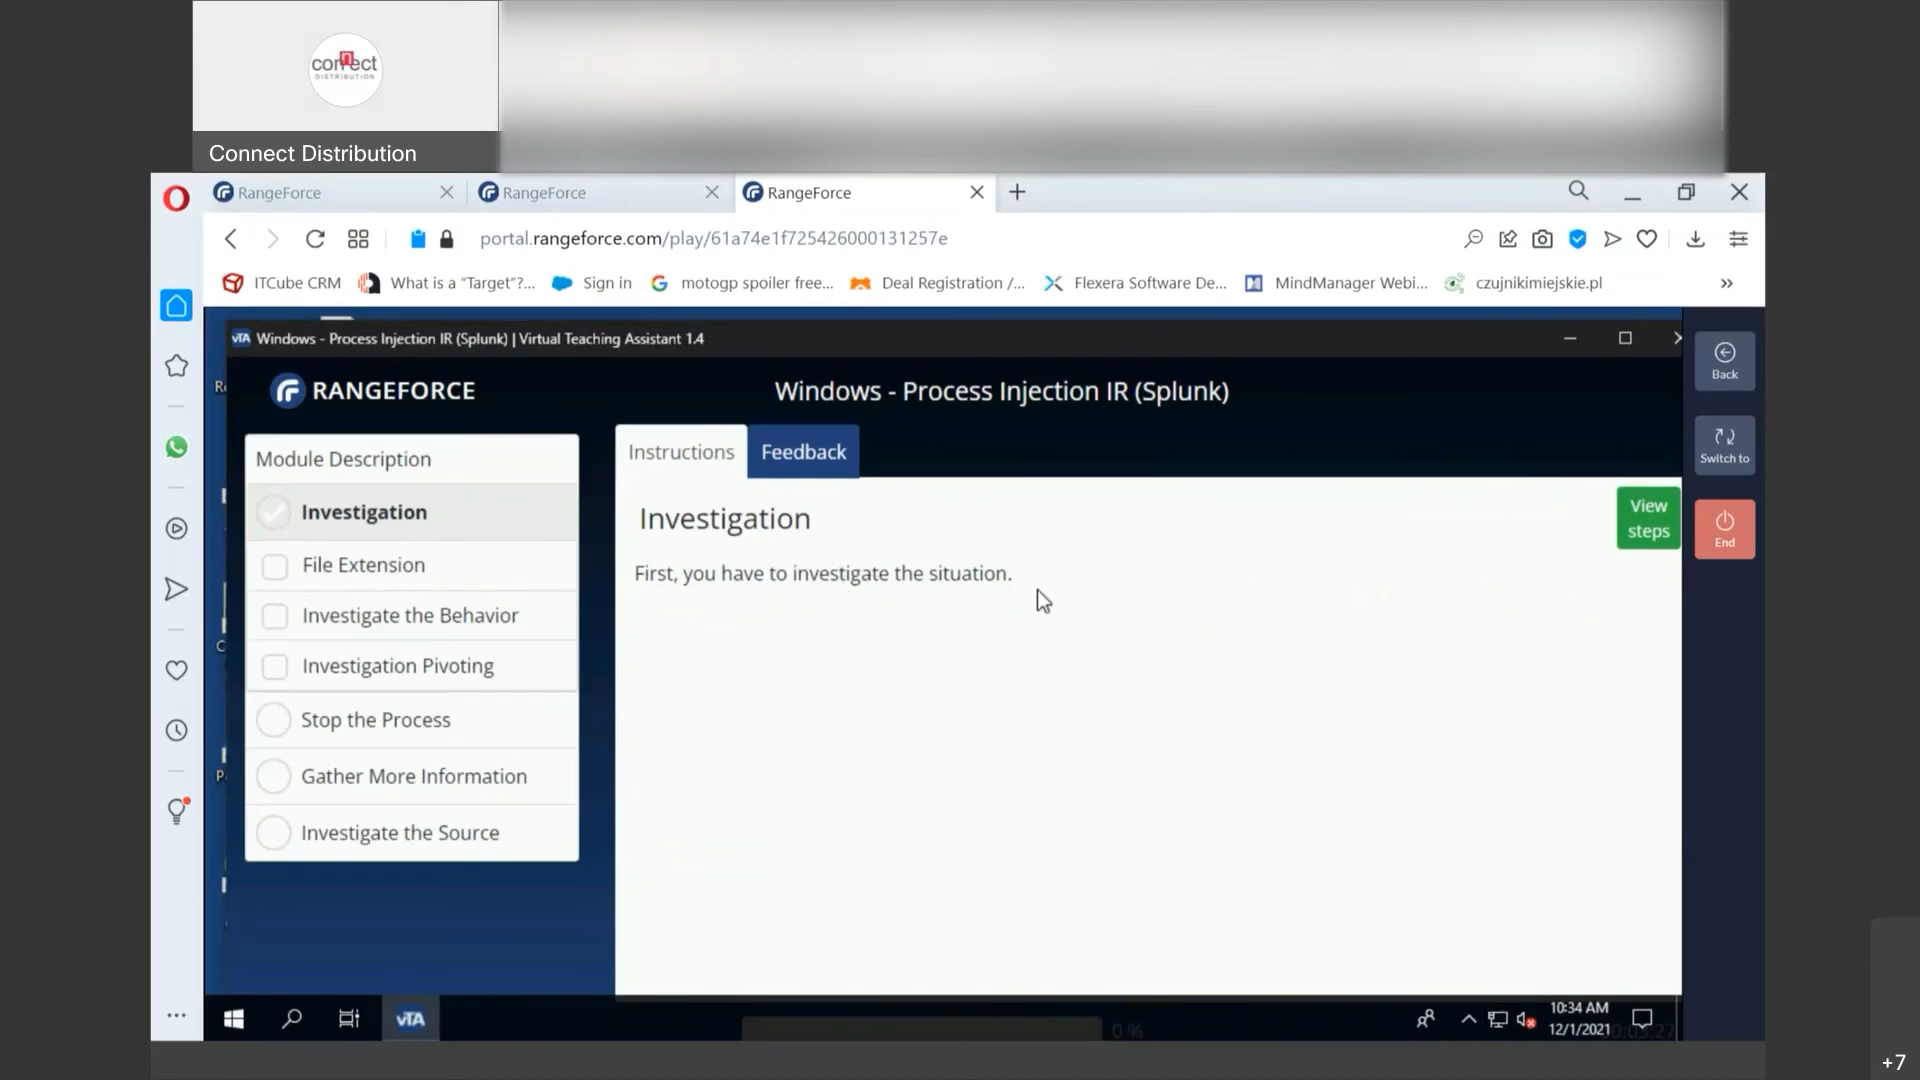 connect
DISTRIBUTION
Connect Distribution
RangeForce
RangeForce
RangeForce
portal.rangeforce.com/play/61a74e1f725426000131257e
ITCube CRM
What is a “Target”?...
Sign in
motogp spoiler free...
Deal Registration /...
Flexera Software De...
MindManager Webi...
czujnikimiejskie.pl
»
vTA Windows - Process Injection IR (Splunk) | Virtual Teaching Assistant 1.4
RANGEFORCE
Windows - Process Injection IR (Splunk)
Back
Switch to
End
Module Description
Investigation
File Extension
Investigate the Behavior
Investigation Pivoting
Stop the Process
Gather More Information
Investigate the Source
Instructions
Feedback
Investigation
View
steps
First, you have to investigate the situation.
vTA
0 %
10:34 AM
12/1/2021
+7